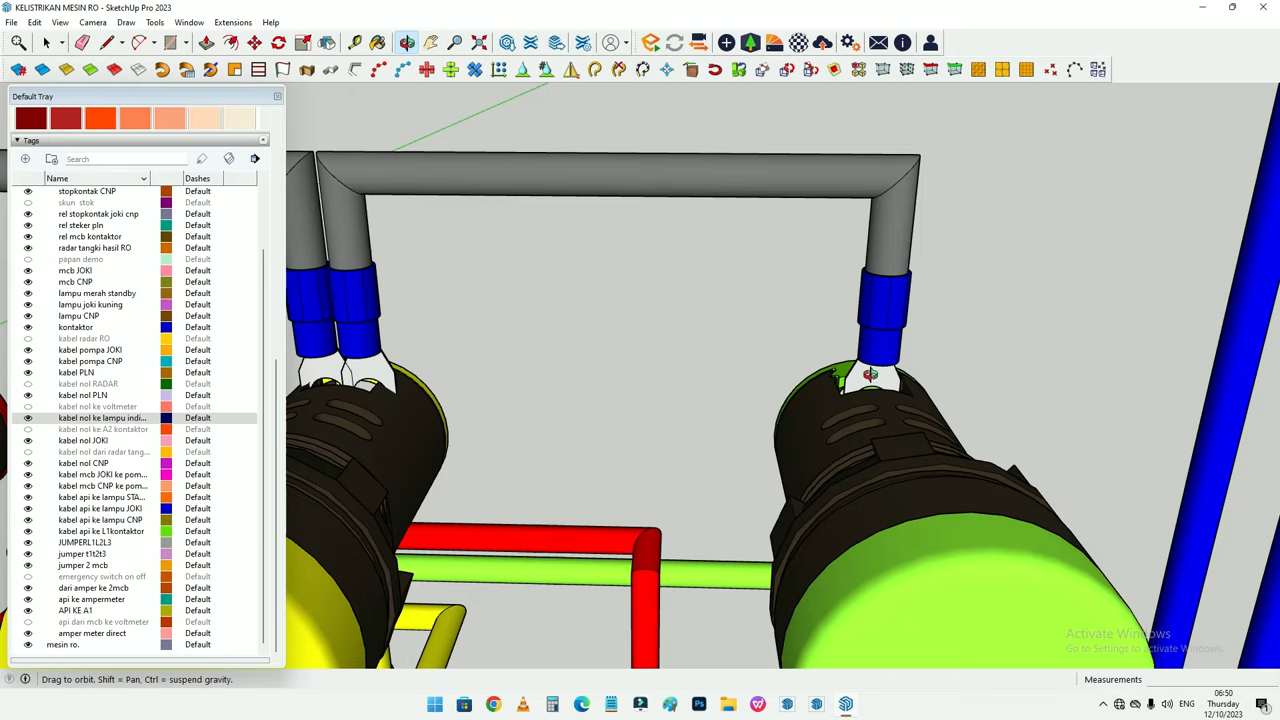 KELISTRIKAN MESIN RO - SketchUp Pro 2023
File Edit View Camera Draw Tools Window Extensions Help
Default Tray
Tags
Search
Name Dashes
stopkontak CNP Default
skun stok Default
rel stopkontak joki cnp Default
rel steker pln Default
rel mcb kontaktor Default
radar tangki hasil RO Default
papan demo Default
mcb JOKI Default
mcb CNP Default
lampu merah standby Default
lampu joki kuning Default
lampu CNP Default
kontaktor Default
kabel radar RO Default
kabel pompa JOKI Default
kabel pompa CNP Default
kabel PLN Default
kabel nol RADAR Default
kabel nol PLN Default
kabel nol ke voltmeter Default
kabel nol ke lampu indi... Default
kabel nol ke A2 kontaktor Default
kabel nol JOKI Default
kabel nol dari radar tang... Default
kabel nol CNP Default
kabel mcb JOKI ke pom... Default
kabel mcb CNP ke pom... Default
kabel api ke lampu STA... Default
kabel api ke lampu JOKI Default
kabel api ke lampu CNP Default
kabel api ke L1kontaktor Default
JUMPERL1L2L3 Default
jumper t1t2t3 Default
jumper 2 mcb Default
emergency switch on off Default
dari amper ke 2mcb Default
api ke ampermeter Default
API KE A1 Default
api dari mcb ke voltmeter Default
amper meter direct Default
mesin ro. Default
Activate Windows
Go to Settings to activate Windows.
Drag to orbit. Shift = Pan, Ctrl = suspend gravity. Measurements
ENG
06:50
Thursday
12/10/2023